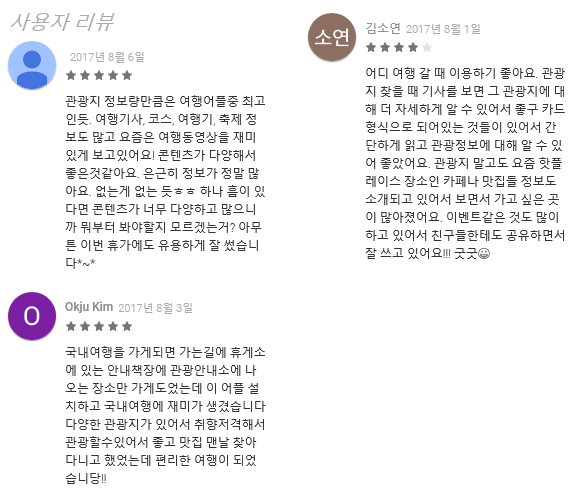 사용자 리뷰
2017년 8월 6일
관광지 정보량만큼은 여행어플중 최고
인듯. 여행기사, 코스, 여행기, 축제 정
보도 많고 요즘은 여행동영상을 재미
있게 보고있어요! 콘텐츠가 다양해서
좋은것같아요. 은근히 정보가 정말 많
아요. 없는게 없는 듯ㅎㅎ 하나 흠이 있
다면 콘텐츠가 너무 다양하고 많으니
까 뭐부터 봐야할지 모르겠는거? 아무
튼 이번 휴가에도 유용하게 잘 썼습니
다*~*
O
Okju Kim 2017년 8월 3일
국내여행을 가게되면 가는길에 휴게소
에 있는 안내책장에 관광안내소에 나
오는 장소만 가게도었는데 이 어플 설
치하고 국내여행에 재미가 생겼습니다
다양한 관광지가 있어서 취향저격해서
관광할수있어서 좋고 맛집 맨날 찾아
다니고 했었는데 편리한 여행이 되었
습니당!!
소연
김소연 2017년 8월 1일
어디 여행 갈 때 이용하기 좋아요. 관광
지 찾을 때 기사를 보면 그 관광지에 대
해 더 자세하게 알 수 있어서 좋구 카드
형식으로 되어있는 것들이 있어서 간
단하게 읽고 관광정보에 대해 알 수 있
어 좋았어요. 관광지 말고도 요즘 핫플
레이스 장소인 카페나 맛집들 정보도
소개되고 있어서 보면서 가고 싶은 곳
이 많아졌어요. 이벤트같은 것도 많이
하고 있어서 친구들한테도 공유하면서
잘 쓰고 있어요!!! 굿굿😀